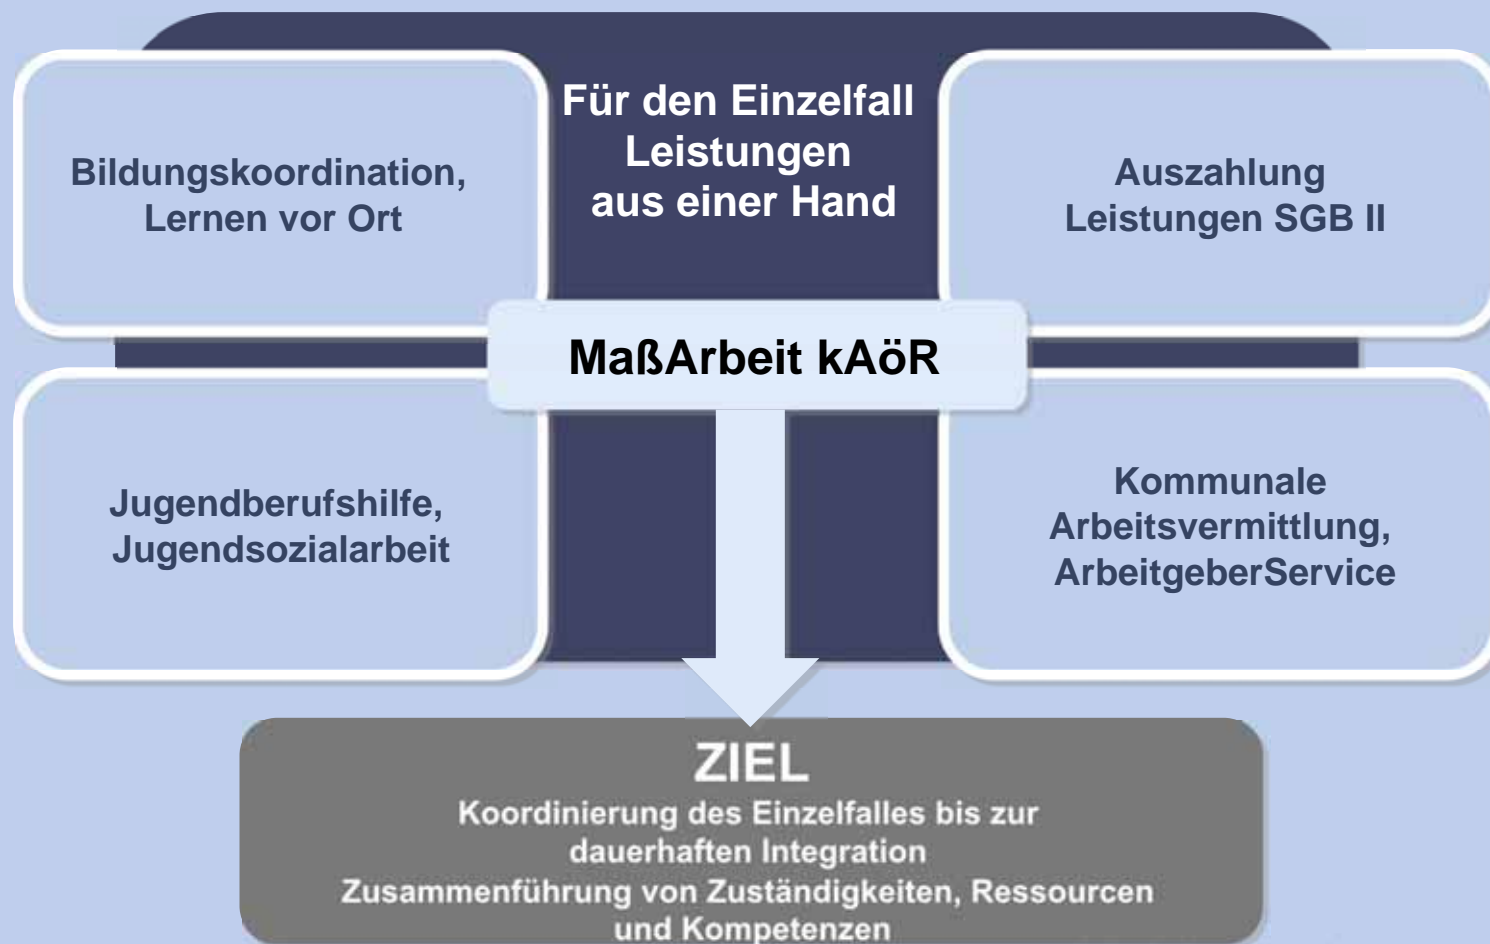 Für den Einzelfall
Leistungen
aus einer Hand
Bildungskoordination,
Lernen vor Ort
Auszahlung
Leistungen SGB II
MaßArbeit kAöR
Jugendberufshilfe,
Jugendsozialarbeit
Kommunale
Arbeitsvermittlung,
ArbeitgeberService
ZIEL
Koordinierung des Einzelfalles bis zur
dauerhaften Integration
Zusammenführung von Zuständigkeiten, Ressourcen
und Kompetenzen